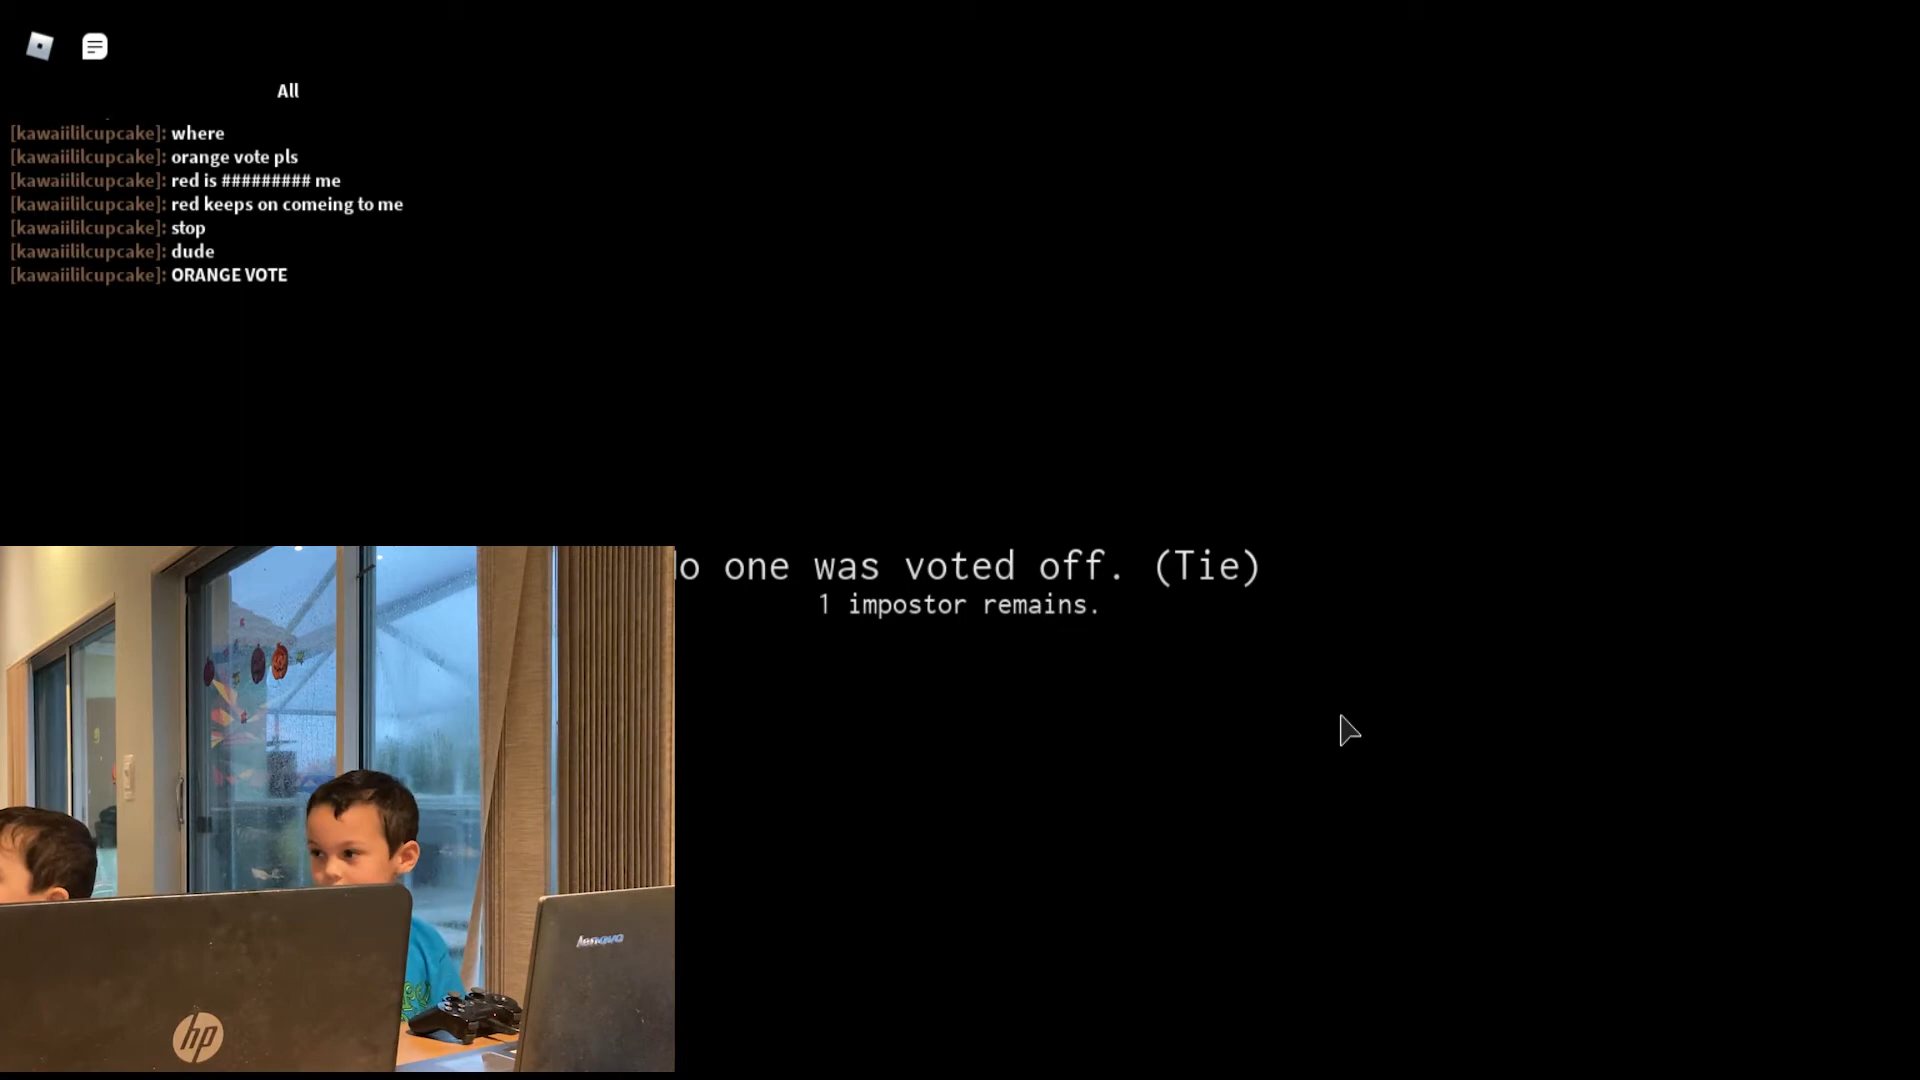 All
[kawaiililcupcake]: where
[kawaiililcupcake]: orange vote pls
[kawaiililcupcake]: red is ######### me
[kawaiililcupcake]: red keeps on comeing to me
[kawaiililcupcake]: stop
[kawaiililcupcake]: dude
[kawaiililcupcake]: ORANGE VOTE
o one was voted off. (Tie)
1 impostor remains.
lenovo
hp